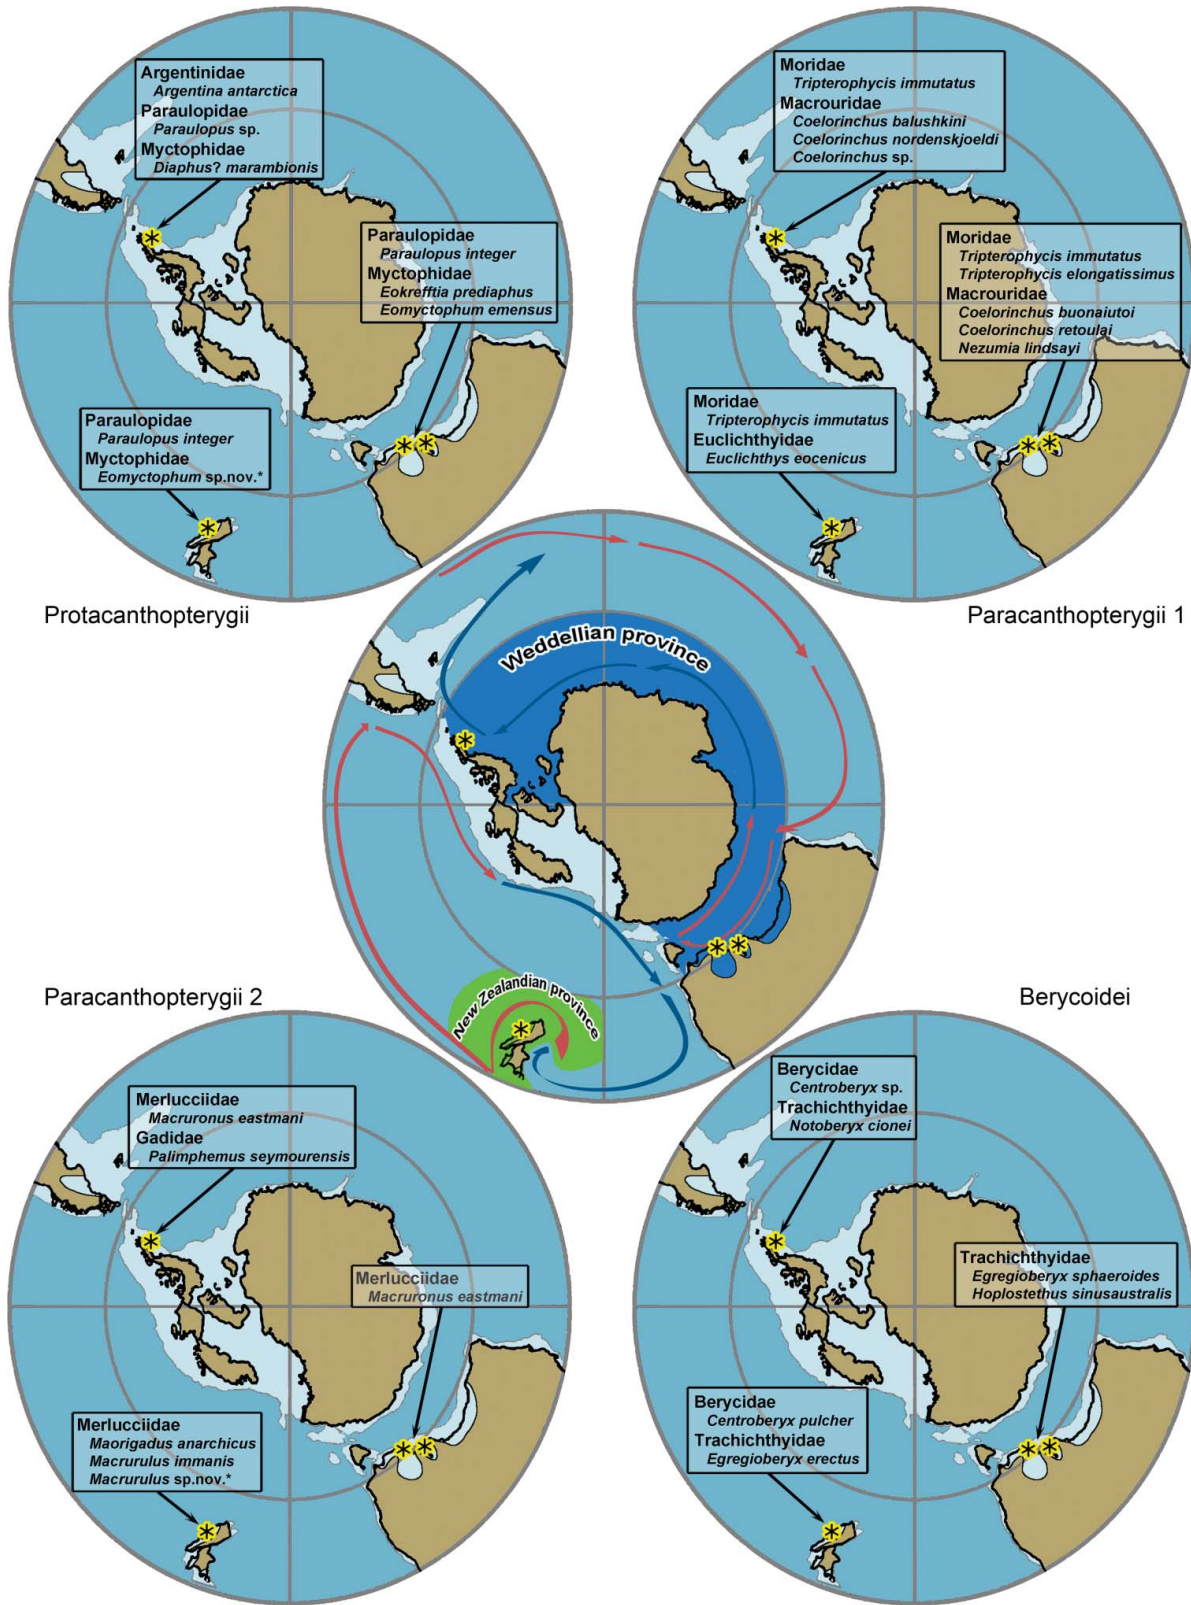 Argentinidae
Argentina antarctica
Paraulopidae
Paraulopus sp.
Myctophidae
Diaphus? marambionis
Paraulopidae
Paraulopus integer
Myctophidae
Eokrefftia prediaphus
Eomyctophum emensus
Paraulopidae
Paraulopus integer
Myctophidae
Eomyctophum sp.nov.*
Protacanthopterygii
Moridae
Tripterophycis immutatus
Macrouridae
Coelorinchus balushkini
Coelorinchus nordenskjoeldi
Coelorinchus sp.
Moridae
Tripterophycis immutatus
Tripterophycis elongatissimus
Macrouridae
Coelorinchus buonaiutoi
Coelorinchus retoulai
Nezumia lindsayi
Moridae
Tripterophycis immutatus
Euclichthyidae
Euclichthys eocenicus
Paracanthopterygii 1
Weddellian province
New Zealandian province
Paracanthopterygii 2
Merlucciidae
Macruronus eastmani
Gadidae
Palimphemus seymourensis
Merlucciidae
Macruronus eastmani
Merlucciidae
Maorigadus anarchicus
Macrurulus immanis
Macrurulus sp.nov.*
Berycoidei
Berycidae
Centroberyx sp.
Trachichthyidae
Notoberyx cionei
Trachichthyidae
Egregioberyx sphaeroides
Hoplostethus sinusaustralis
Berycidae
Centroberyx pulcher
Trachichthyidae
Egregioberyx erectus